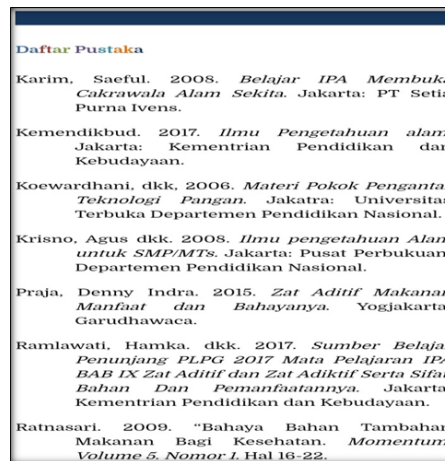 Daftar Pustaka
Karim, Saeful. 2008. Belajar IPA Membuka
Cakrawala Alam Sekita. Jakarta: PT Setia
Purna Ivens.
Kemendikbud. 2017. Ilmu Pengetahuan alam
Jakarta: Kementrian Pendidikan dan
Kebudayaan.
Koewardhani, dkk, 2006. Materi Pokok Pengantar
Teknologi Pangan. Jakatra: Universitas
Terbuka Departemen Pendidikan Nasional.
Krisno, Agus dkk. 2008. Ilmu pengetahuan Alam
untuk SMP/MTs. Jakarta: Pusat Perbukuan
Departemen Pendidikan Nasional.
Praja, Denny Indra. 2015. Zat Aditif Makanan
Manfaat dan Bahayanya. Yogjakarta
Garudhawaca.
Ramlawati, Hamka. dkk. 2017. Sumber Belajar
Penunjang PLPG 2017 Mata Pelajaran IPA
BAB IX Zat Aditif dan Zat Adiktif Serta Sifat
Bahan Dan Pemanfaatannya. Jakarta
Kementrian Pendidikan dan Kebudayaan.
Ratnasari. 2009. “Bahaya Bahan Tambahan
Makanan Bagi Kesehatan. Momentum
Volume 5. Nomor 1. Hal 16-22.